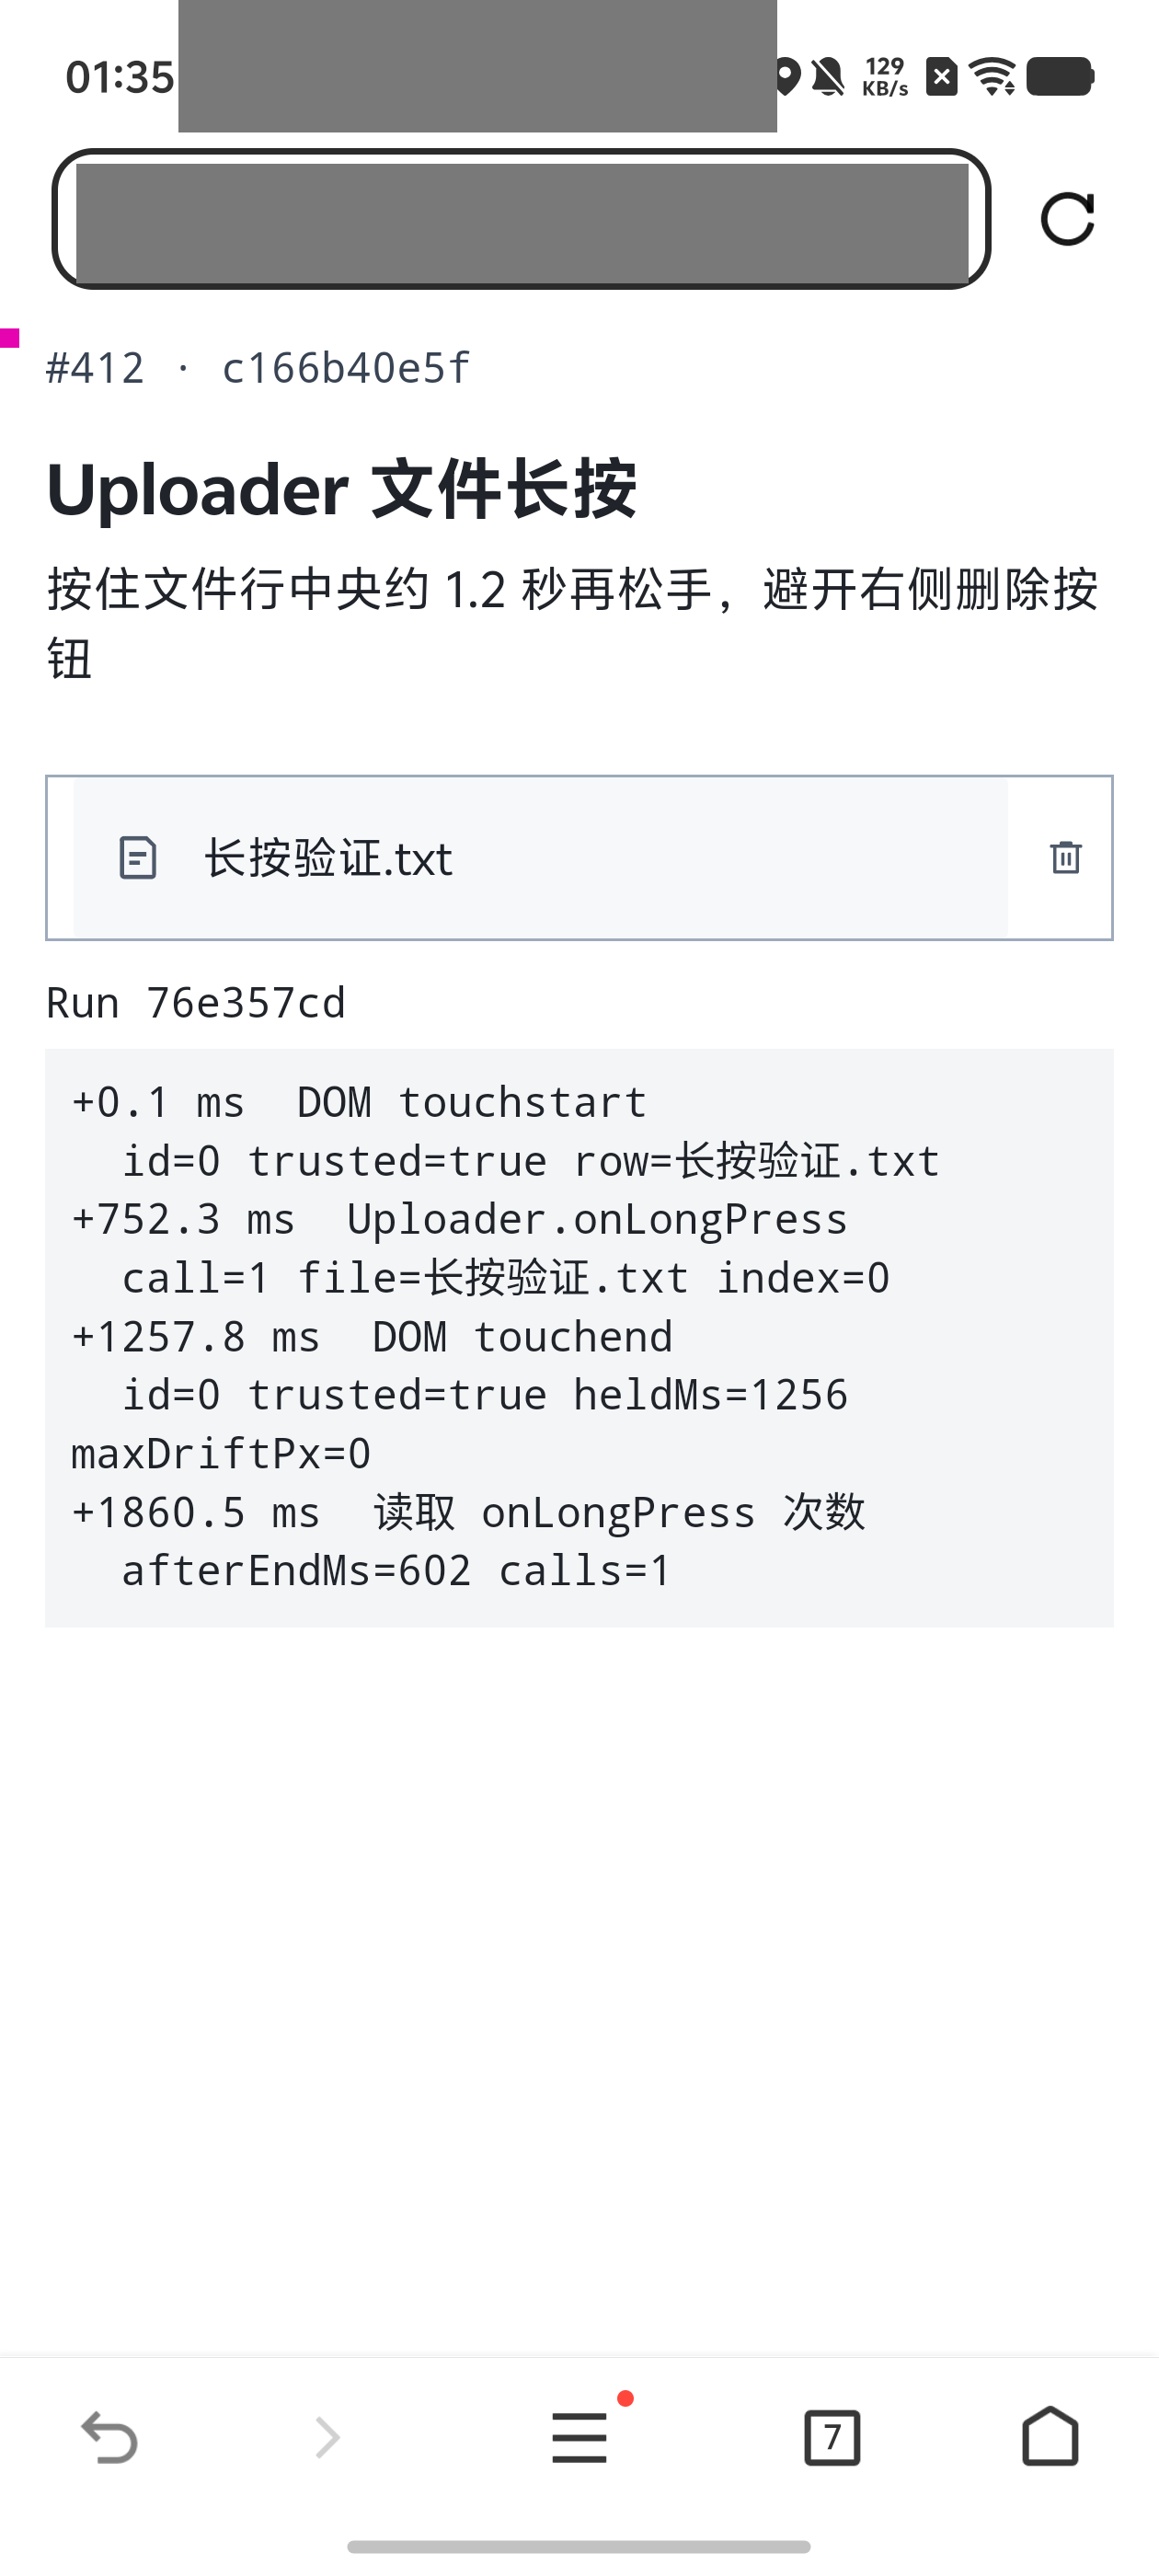 01:35
129
KB/s
#412 · c166b40e5f
Uploader 文件长按
按住文件行中央约 1.2 秒再松手，避开右侧删除按
钮
长按验证.txt
Run 76e357cd
+0.1 ms  DOM touchstart
  id=0 trusted=true row=长按验证.txt
+752.3 ms  Uploader.onLongPress
  call=1 file=长按验证.txt index=0
+1257.8 ms  DOM touchend
  id=0 trusted=true heldMs=1256
maxDriftPx=0
+1860.5 ms  读取 onLongPress 次数
  afterEndMs=602 calls=1
7